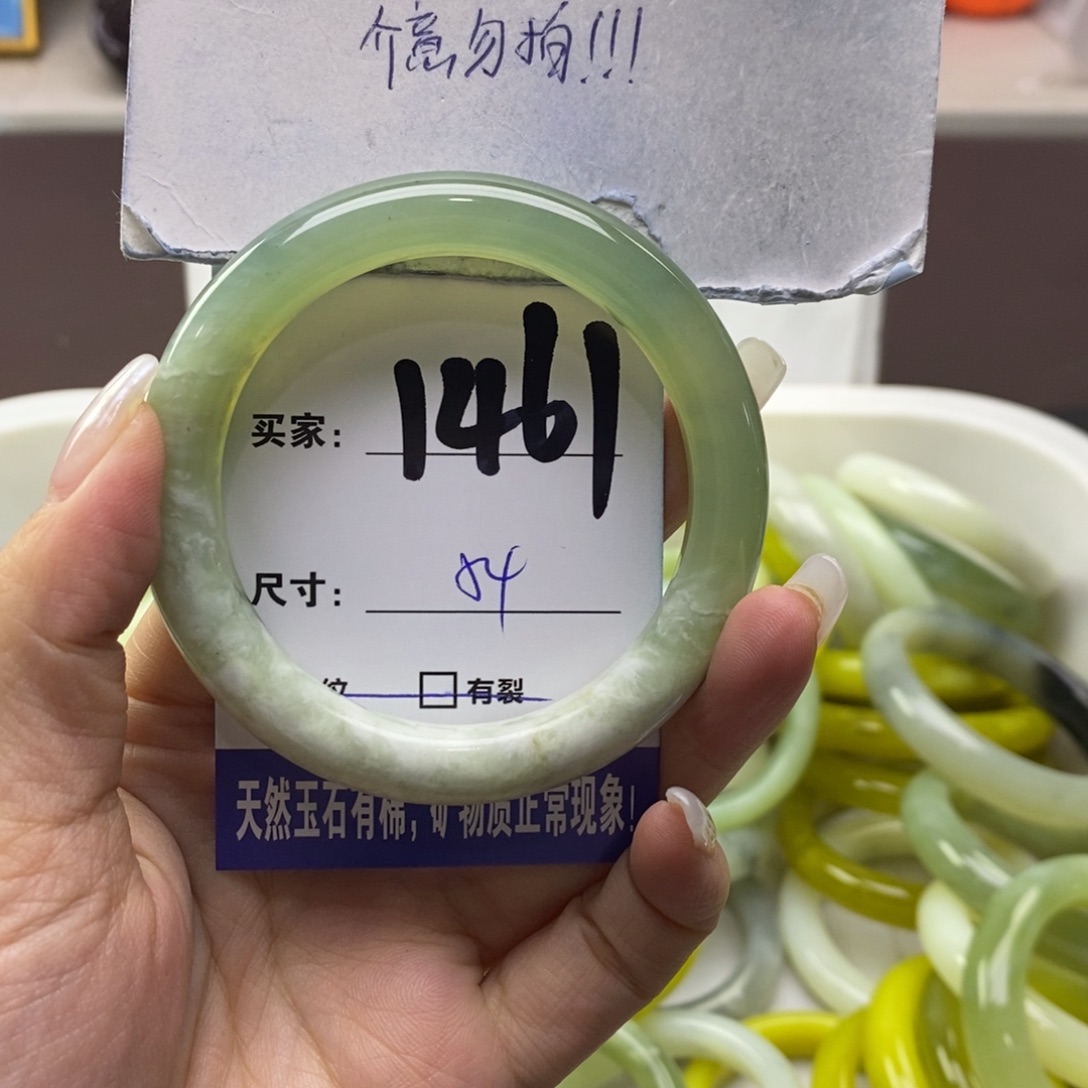 介意勿拍!!!
买家: 1461
尺寸: 54
纹 □有裂
天然玉石有棉,矿物质正常现象!